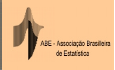 ABE - Associação Brasileira
de Estatística